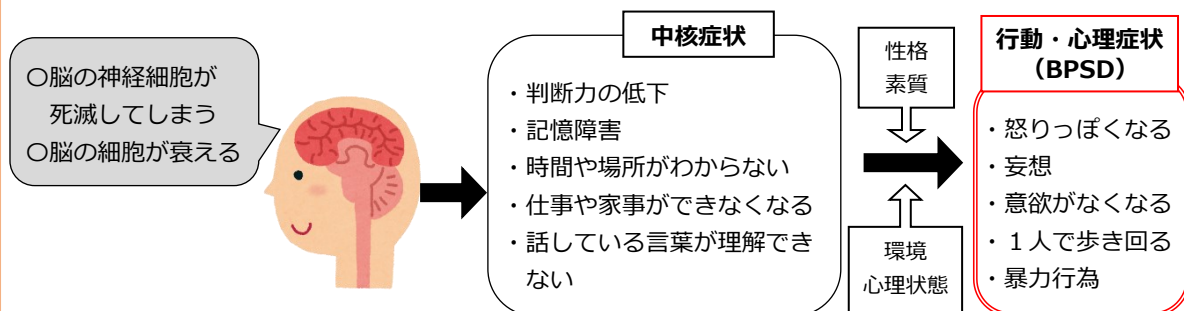 〇脳の神経細胞が
死滅してしまう
〇脳の細胞が衰える
中核症状
・判断力の低下
・記憶障害
・時間や場所がわからない
・仕事や家事ができなくなる
・話している言葉が理解でき
ない
性格
素質
環境
心理状態
行動・心理症状
（BPSD）
・怒りっぽくなる
・妄想
・意欲がなくなる
・１人で歩き回る
・暴力行為